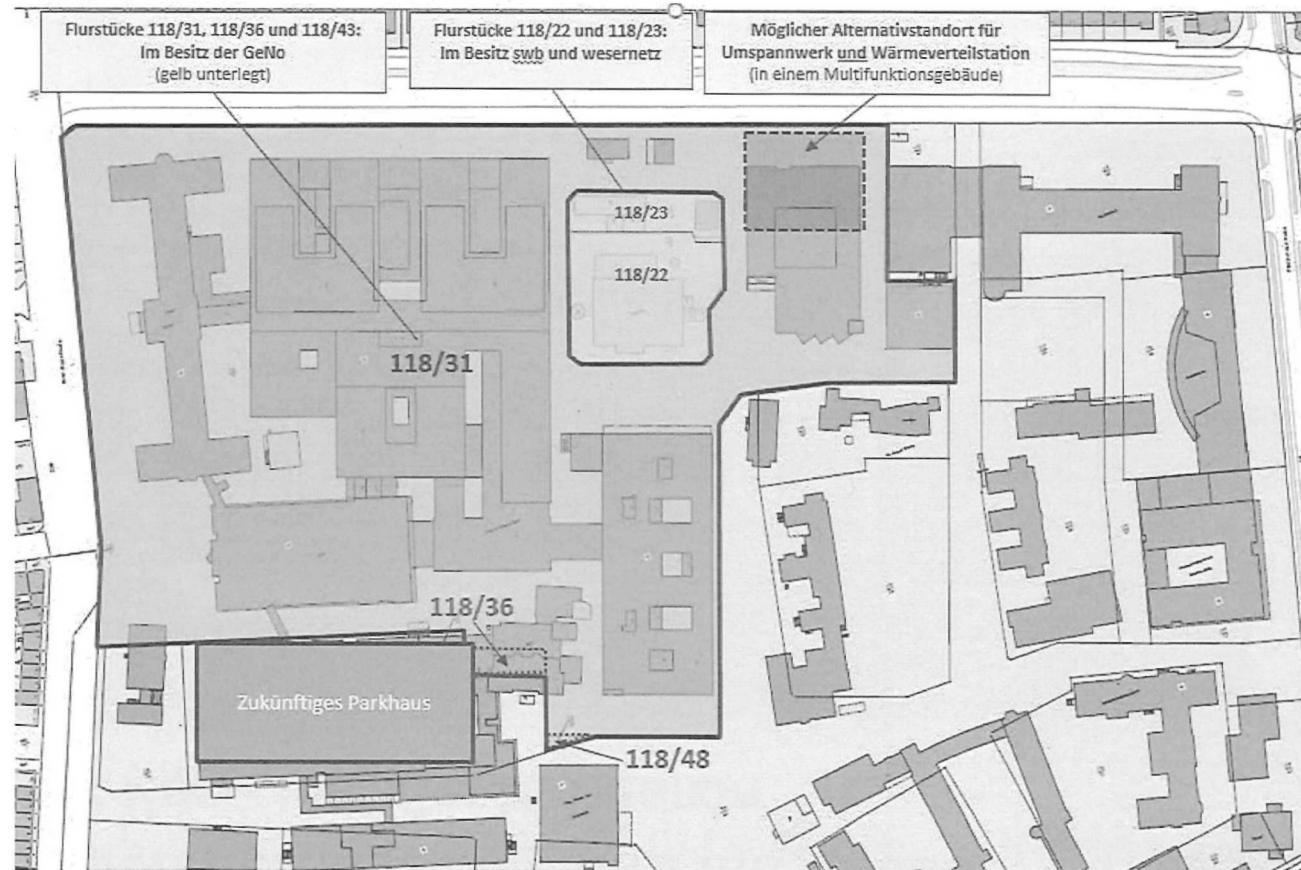 Flurstücke 118/31, 118/36 und 118/43:
Im Besitz der GeNo
(gelb unterlegt)
Flurstücke 118/22 und 118/23:
Im Besitz swb und wesernetz
Möglicher Alternativstandort für
Umspannwerk und Wärmeverteilstation
(in einem Multifunktionsgebäude)
118/23
118/22
118/31
118/36
Zukünftiges Parkhaus
118/48